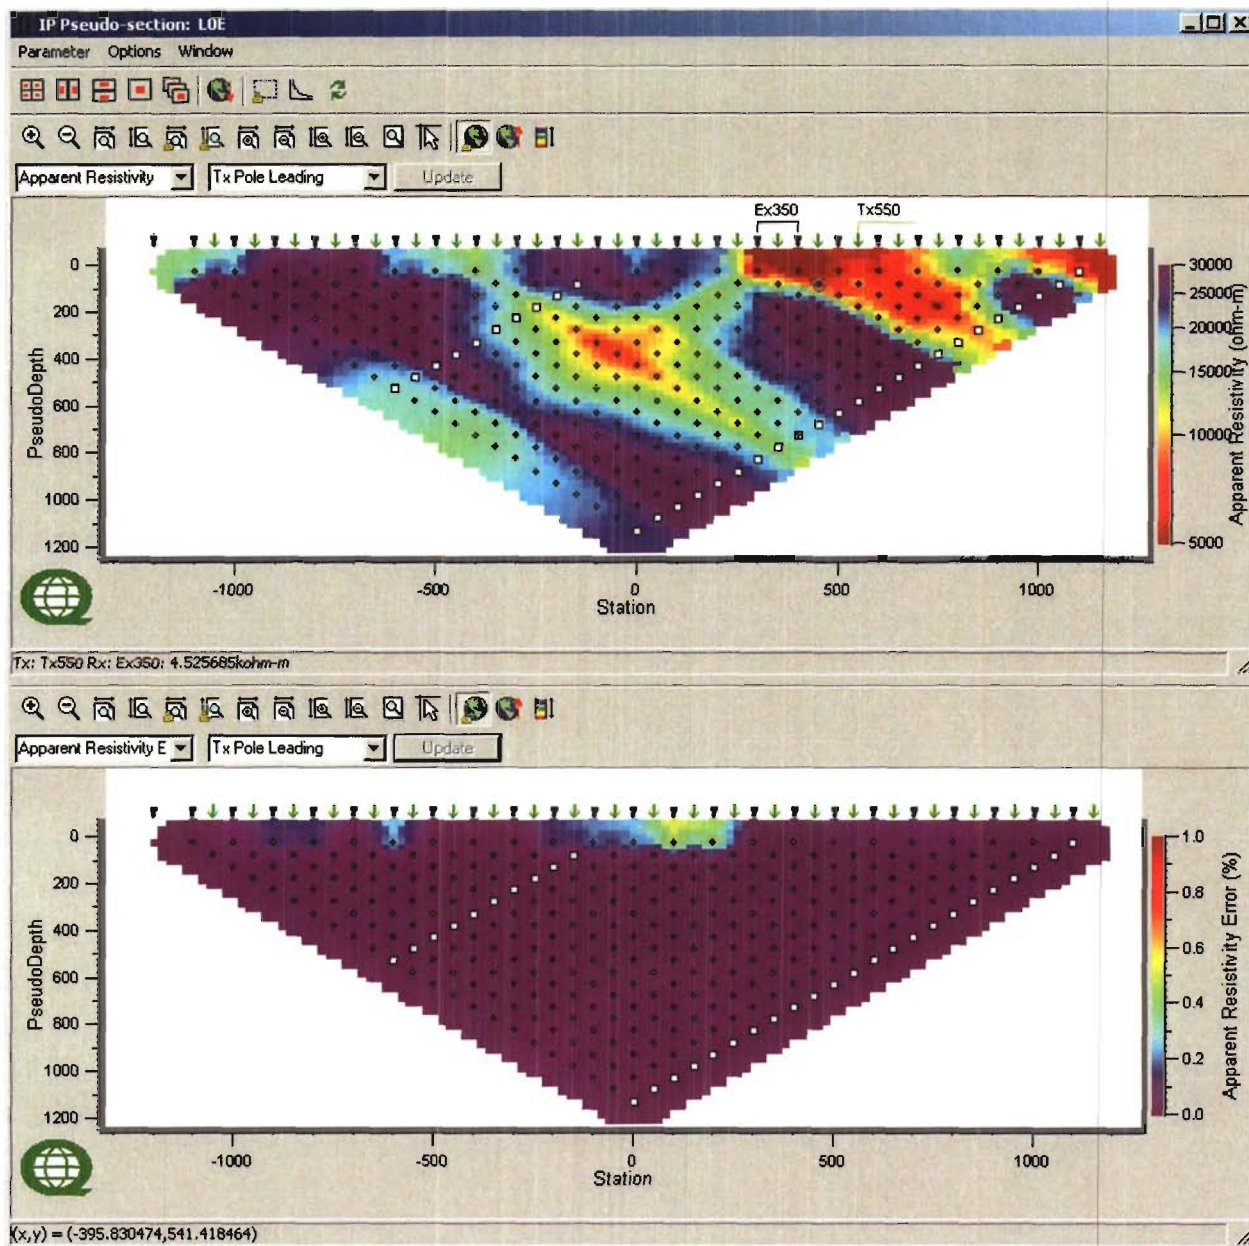 IP Pseudo-section: L0E
Parameter Options Window
Apparent Resistivity Tx Pole Leading Update
Ex350 Tx550
0
200
400
600
800
1000
1200
PseudoDepth
-1000 -500 0 500 1000
Station
30000
25000
20000
15000
10000
5000
Apparent Resistivity (ohm-m)
Tx: Tx550 Rx: Ex350: 4.525685kohm-m
Apparent Resistivity E Tx Pole Leading Update
0
200
400
600
800
1000
1200
PseudoDepth
-1000 -500 0 500 1000
Station
1.0
0.8
0.6
0.4
0.2
0.0
Apparent Resistivity Error (%)
(x,y) = (-395.830474,541.418464)